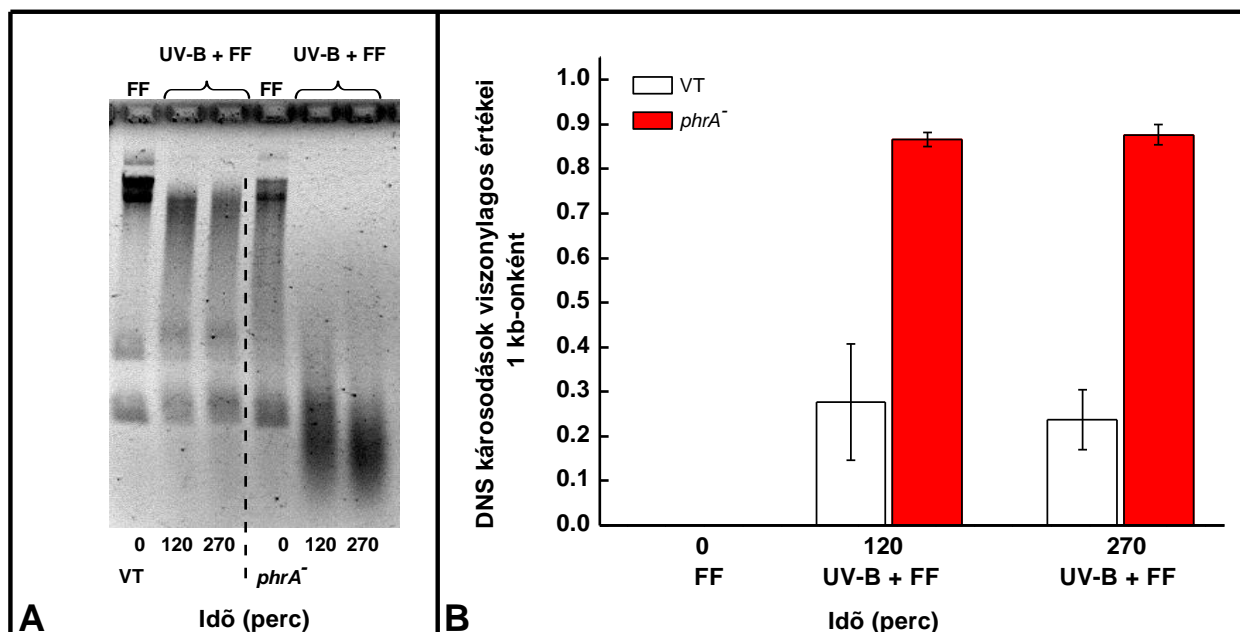 UV-B + FF UV-B + FF
FF FF
0 120 270 0 120 270
VT phrA⁻
A Idõ (perc)
DNS károsodások viszonylagos értékei
1 kb-onként
1.0
0.9
0.8
0.7
0.6
0.5
0.4
0.3
0.2
0.1
0.0
VT
phrA⁻
0 120 270
FF UV-B + FF UV-B + FF
B Idõ (perc)